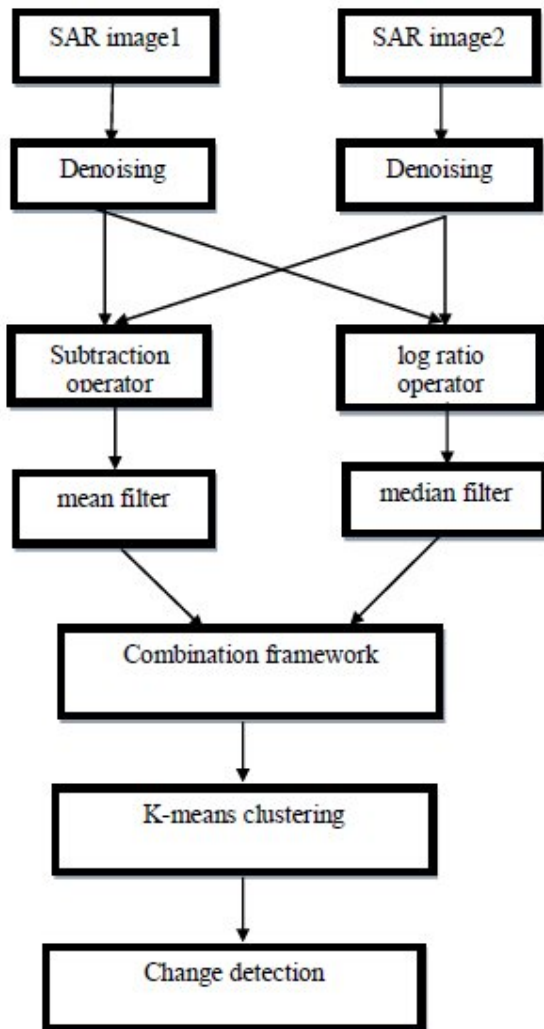 SAR image1
SAR image2
Denoising
Denoising
Subtraction
operator
log ratio
operator
mean filter
median filter
Combination framework
K-means clustering
Change detection